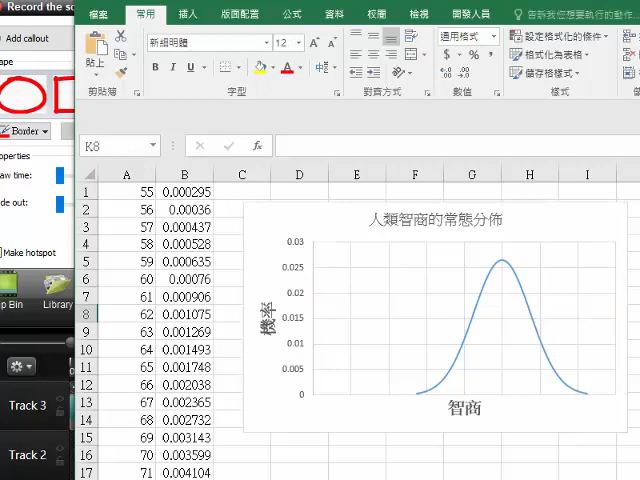 Record the sc
Add callout
ape
Border
operties
aw time:
de out:
Make hotspot
p Bin
Library
Track 3
Track 2
檔案 常用 插入 版面配置 公式 資料 校閱 檢視 開發人員 告訴我您想要執行的動作
貼上
新細明體 12 A A
B I U A 中
通用格式
$ % ,
設定格式化的條件
格式化為表格
儲存格樣式
剪貼簿 字型 對齊方式 數值 樣式
K8 fx
A B C D E F G H I
1 55 0.000295
2 56 0.00036
3 57 0.000437
4 58 0.000528
5 59 0.000635
6 60 0.00076
7 61 0.000906
8 62 0.001075
9 63 0.001269
10 64 0.001493
11 65 0.001748
12 66 0.002038
13 67 0.002365
14 68 0.002732
15 69 0.003143
16 70 0.003599
17 71 0.004104
人類智商的常態分佈
0.03
0.025
0.02
0.015
0.01
0.005
0
機率
智商